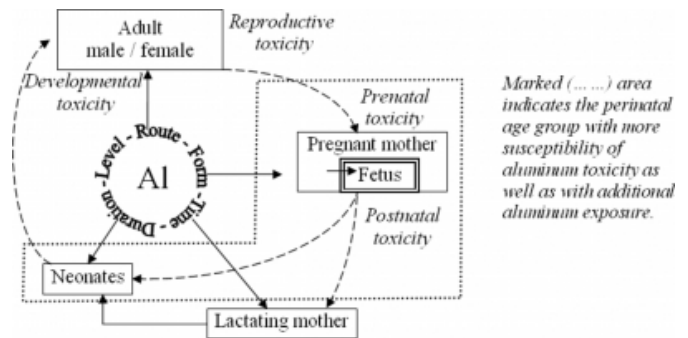 Adult
male / female
Reproductive
toxicity
Developmental
toxicity
Prenatal
toxicity
Pregnant mother
Fetus
Level - Route - Form - Time - Duration -
Al
Postnatal
toxicity
Neonates
Lactating mother
Marked (... ...) area
indicates the perinatal
age group with more
susceptibility of
aluminum toxicity as
well as with additional
aluminum exposure.